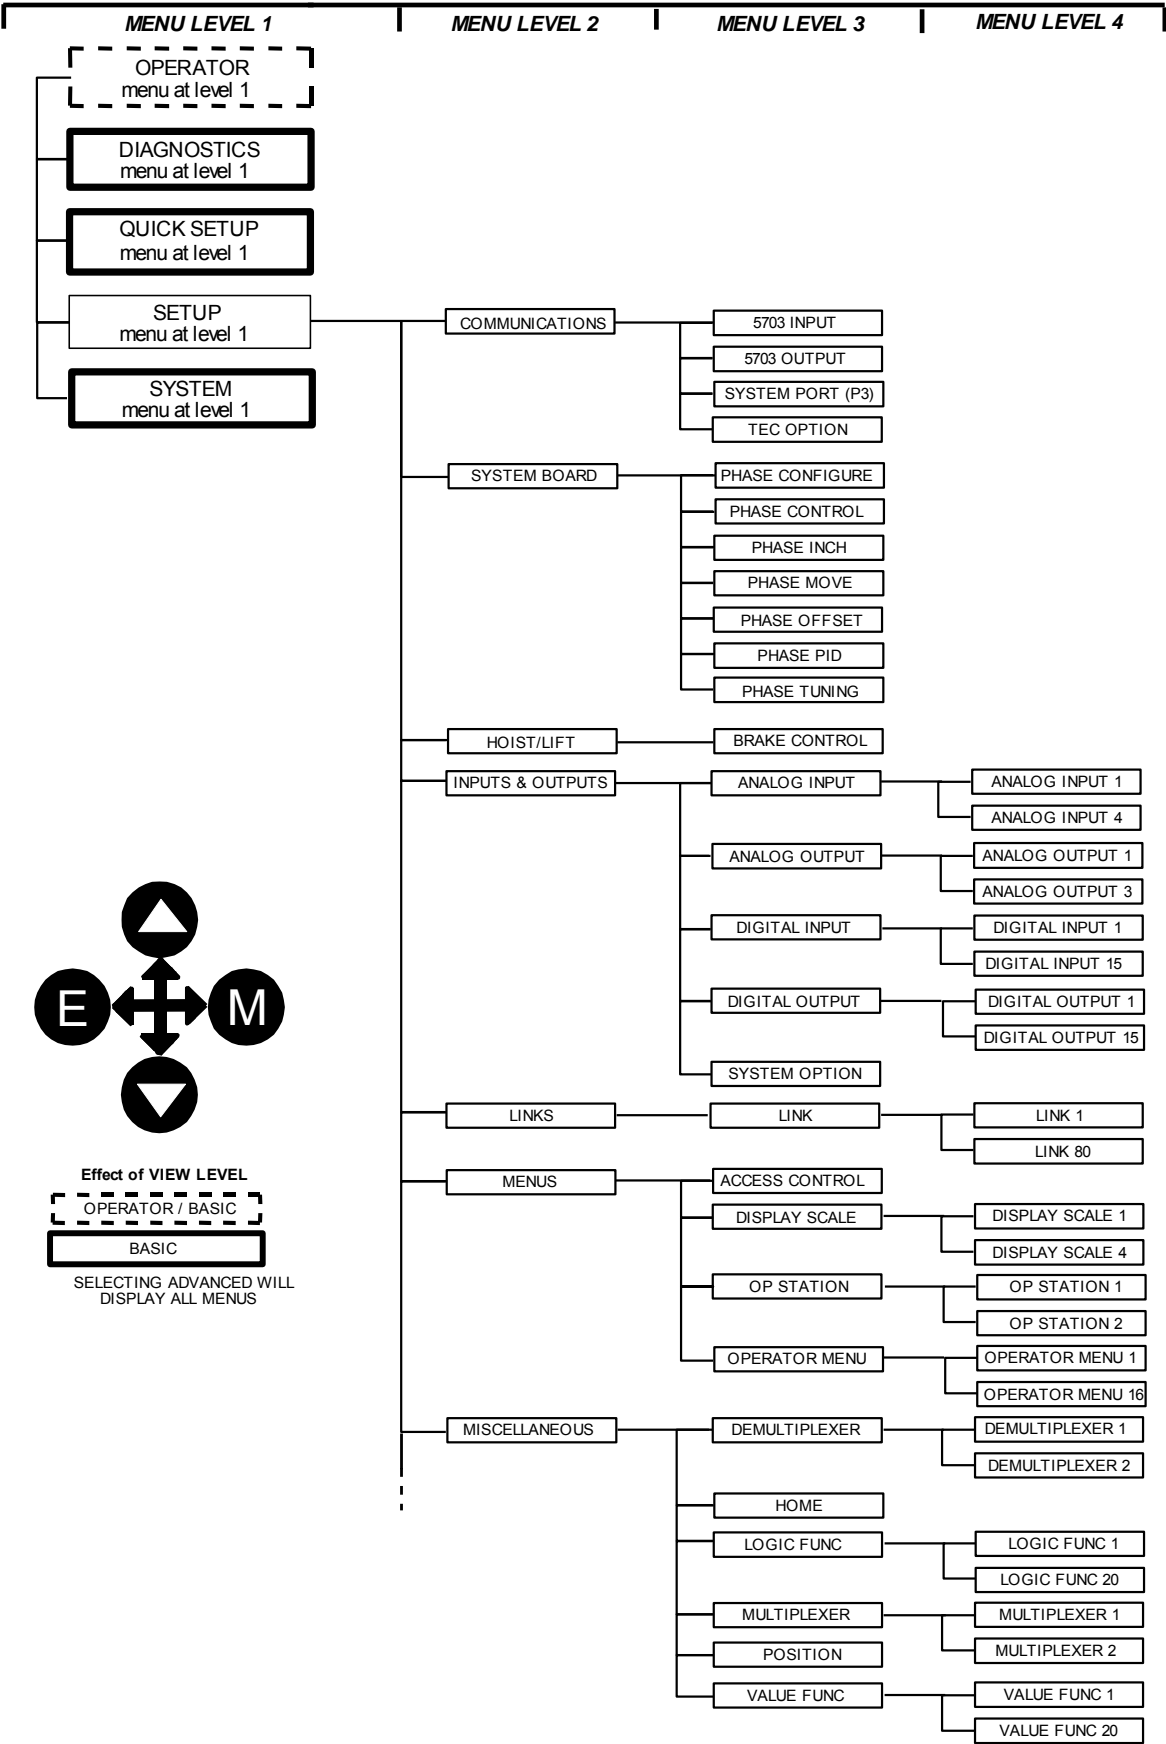 MENU LEVEL 1
MENU LEVEL 2
MENU LEVEL 3
MENU LEVEL 4
OPERATOR
menu at level 1
DIAGNOSTICS
menu at level 1
QUICK SETUP
menu at level 1
SETUP
menu at level 1
SYSTEM
menu at level 1
COMMUNICATIONS
5703 INPUT
5703 OUTPUT
SYSTEM PORT (P3)
TEC OPTION
SYSTEM BOARD
PHASE CONFIGURE
PHASE CONTROL
PHASE INCH
PHASE MOVE
PHASE OFFSET
PHASE PID
PHASE TUNING
HOIST/LIFT
BRAKE CONTROL
INPUTS & OUTPUTS
ANALOG INPUT
ANALOG INPUT 1
ANALOG INPUT 4
ANALOG OUTPUT
ANALOG OUTPUT 1
ANALOG OUTPUT 3
DIGITAL INPUT
DIGITAL INPUT 1
DIGITAL INPUT 15
DIGITAL OUTPUT
DIGITAL OUTPUT 1
DIGITAL OUTPUT 15
SYSTEM OPTION
LINKS
LINK
LINK 1
LINK 80
MENUS
ACCESS CONTROL
DISPLAY SCALE
DISPLAY SCALE 1
DISPLAY SCALE 4
OP STATION
OP STATION 1
OP STATION 2
OPERATOR MENU
OPERATOR MENU 1
OPERATOR MENU 16
MISCELLANEOUS
DEMULTIPLEXER
DEMULTIPLEXER 1
DEMULTIPLEXER 2
HOME
LOGIC FUNC
LOGIC FUNC 1
LOGIC FUNC 20
MULTIPLEXER
MULTIPLEXER 1
MULTIPLEXER 2
POSITION
VALUE FUNC
VALUE FUNC 1
VALUE FUNC 20
E
M
Effect of VIEW LEVEL
OPERATOR / BASIC
BASIC
SELECTING ADVANCED WILL
DISPLAY ALL MENUS